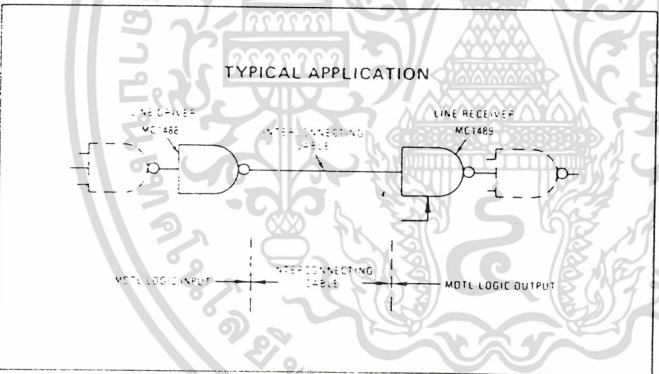 TYPICAL APPLICATION
LINE DRIVER
MC1488
INTERCONNECTING
CABLE
LINE RECEIVER
MC1489
MDTL LOGIC INPUT
INTERCONNECTING
CABLE
MDTL LOGIC OUTPUT